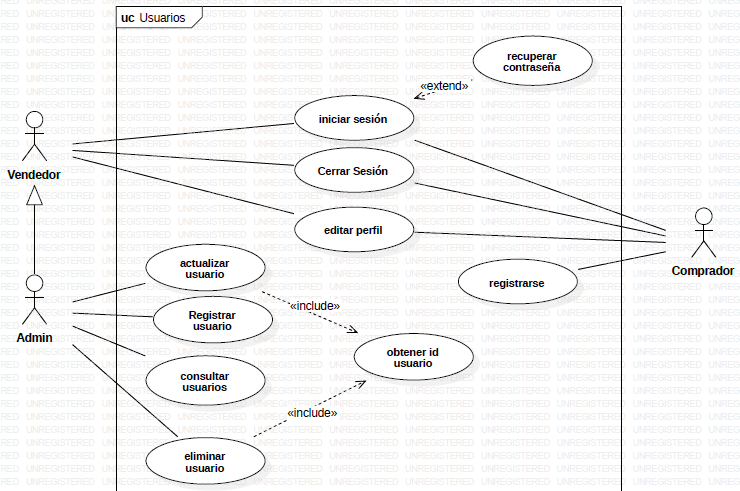 uc Usuarios
recuperar
contraseña
«extend»
iniciar sesión
Vendedor
Cerrar Sesión
editar perfil
Comprador
actualizar
usuario
registrarse
«include»
Registrar
usuario
Admin
obtener id
usuario
consultar
usuarios
«include»
eliminar
usuario
UNREGISTERED